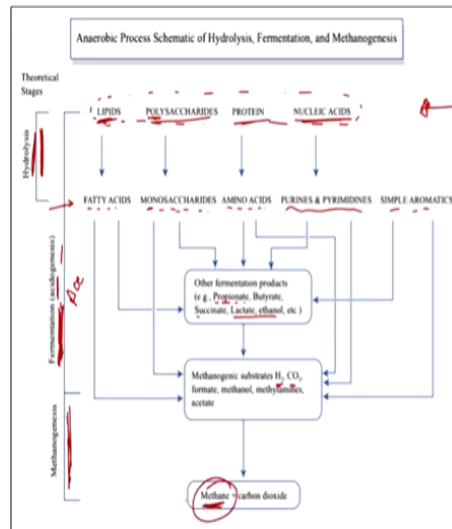 Anaerobic Process Schematic of Hydrolysis, Fermentation, and Methanogenesis
Theoretical
Stages
LIPIDS POLYSACCHARIDES PROTEIN NUCLEIC ACIDS
Hydrolysis
FATTY ACIDS MONOSACCHARIDES AMINO ACIDS PURINES & PYRIMIDINES SIMPLE AROMATICS
Fermentation (acidogenesis)
Other fermentation products
(e.g., Propionate, Butyrate,
Succinate, Lactate, ethanol, etc.)
Methanogenic substrates H2, CO2,
formate, methanol, methylamines,
acetate
Methanogenesis
Methane + carbon dioxide